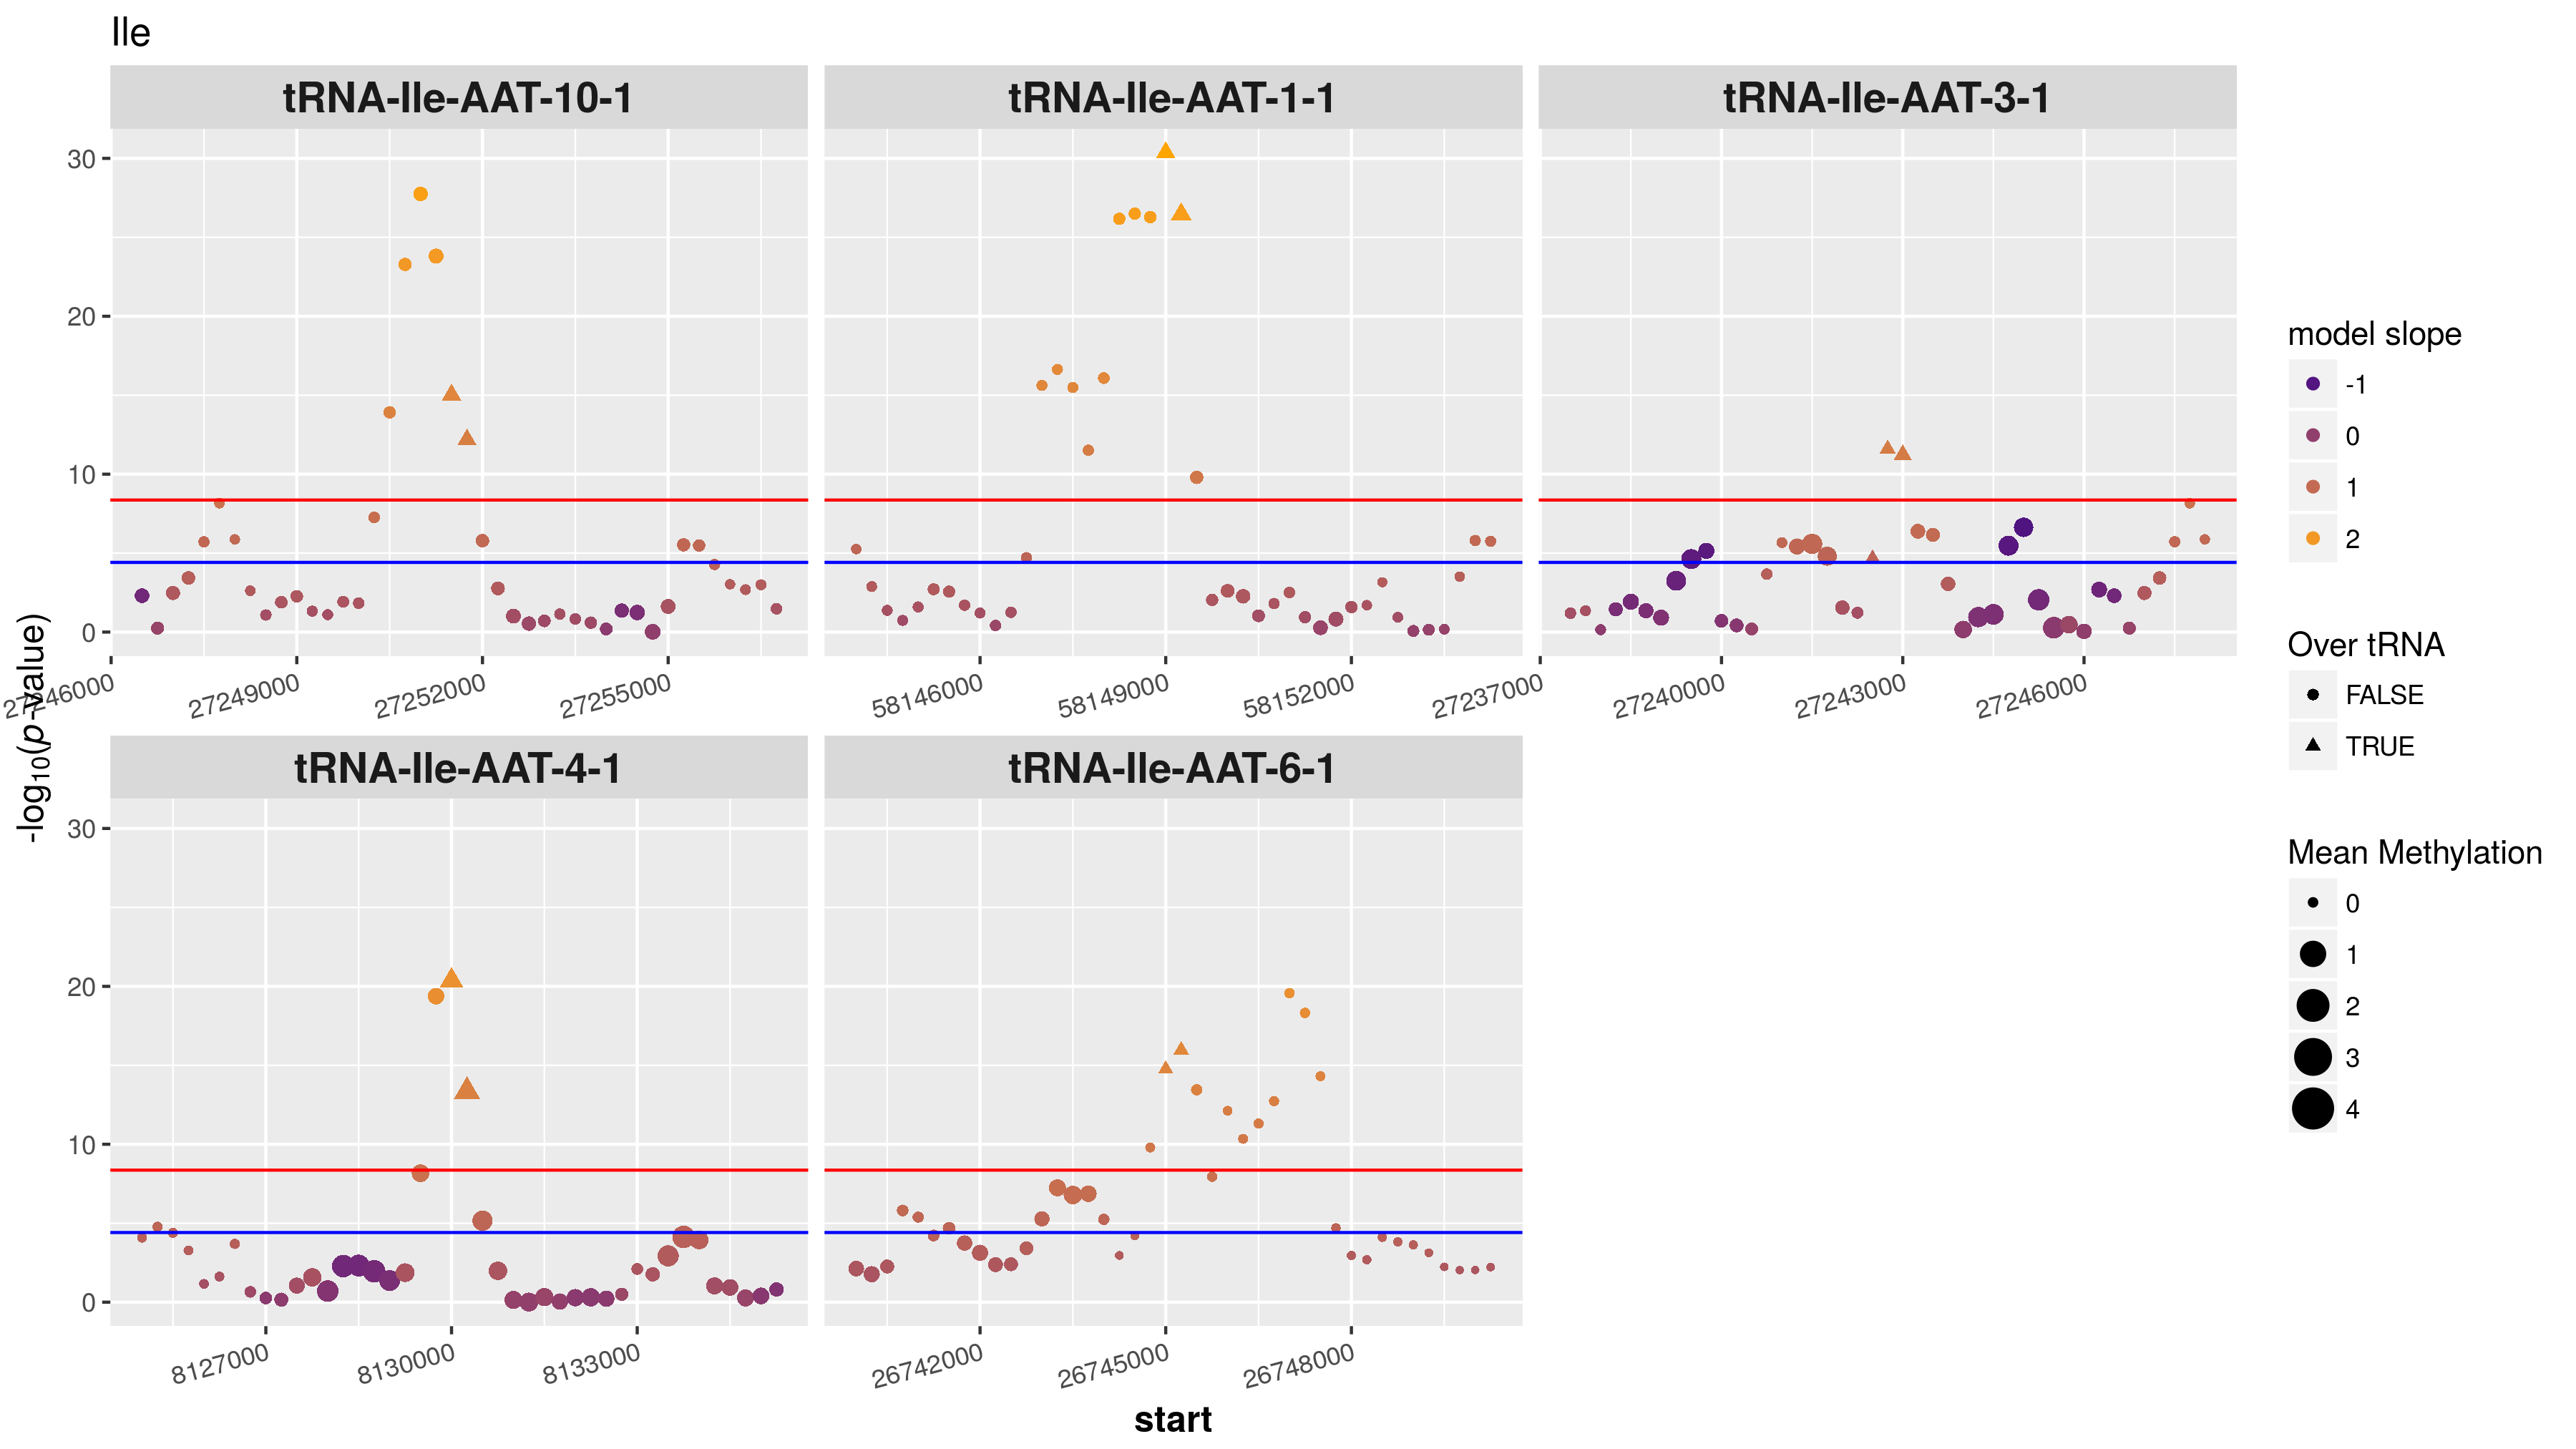 Ile
tRNA-Ile-AAT-10-1
tRNA-Ile-AAT-1-1
tRNA-Ile-AAT-3-1
30
20
10
0
27246000
27249000
27252000
27255000
58146000
58149000
58152000
27237000
27240000
27243000
27246000
-log10(p-value)
tRNA-Ile-AAT-4-1
tRNA-Ile-AAT-6-1
30
20
10
0
8127000
8130000
8133000
26742000
26745000
26748000
start
model slope
-1
0
1
2
Over tRNA
FALSE
TRUE
Mean Methylation
0
1
2
3
4